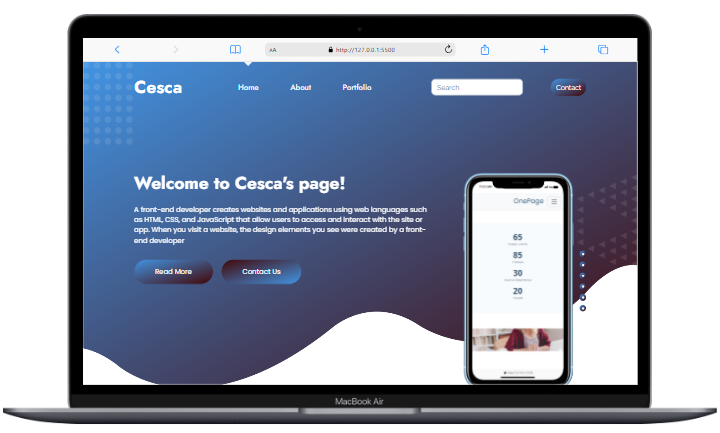 AA http://127.0.0.1:5500
Cesca Home About Portfolio Search Contact
Welcome to Cesca's page!
A front-end developer creates websites and applications using web languages such
as HTML, CSS, and JavaScript that allow users to access and interact with the site or
app. When you visit a website, the design elements you see were created by a front-
end developer
Read More Contact Us
OnePage
65
85
30
20
MacBook Air